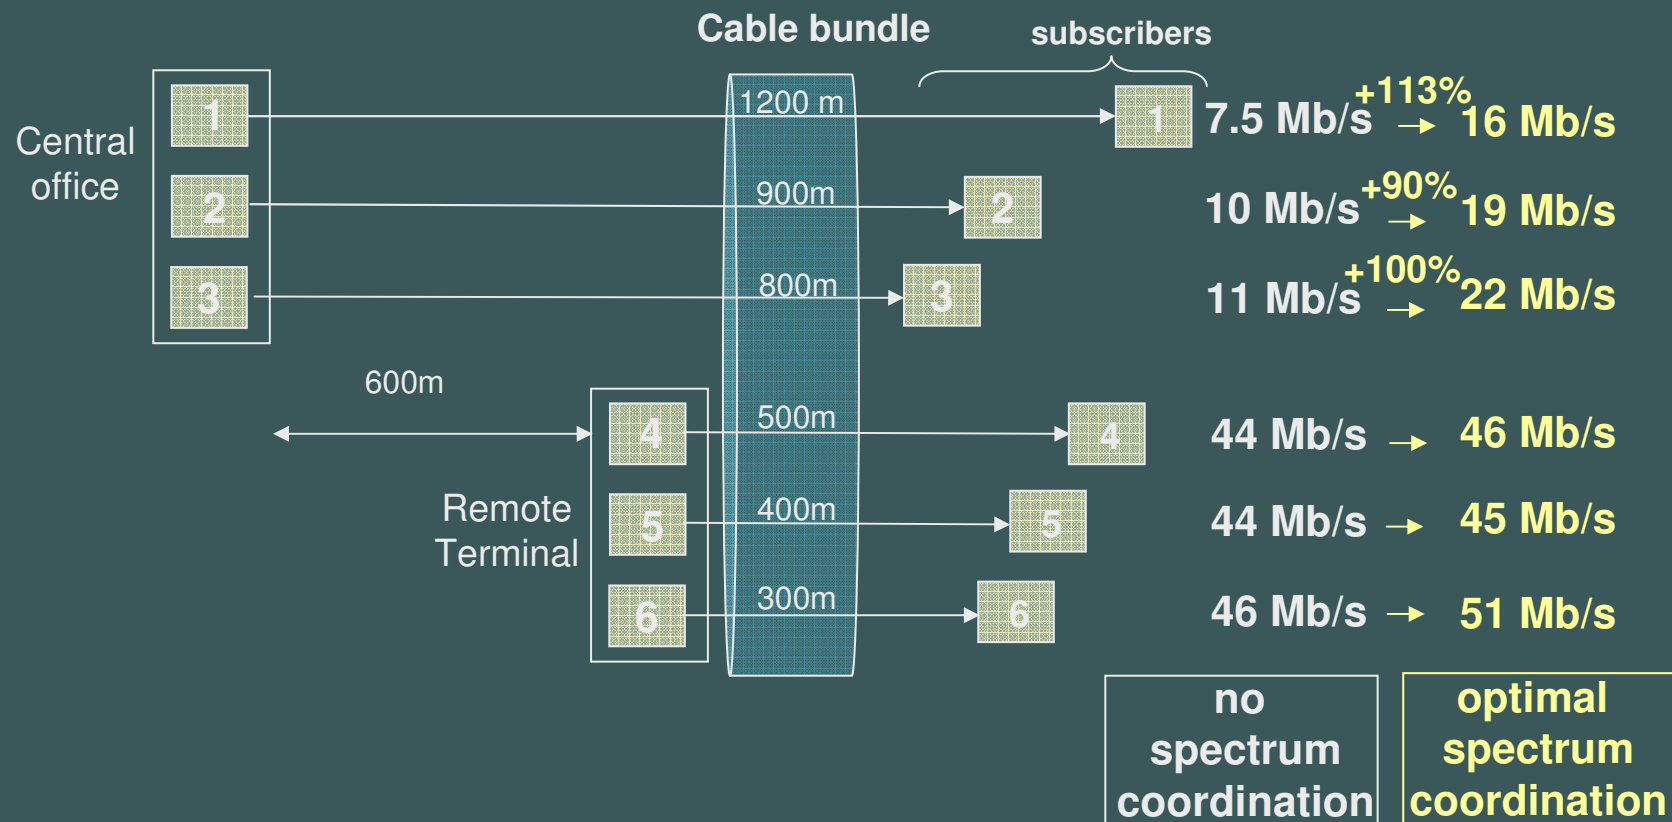 Cable bundle
subscribers
Central
office
1
1200 m
1
7.5 Mb/s
+113%
16 Mb/s
2
900m
2
10 Mb/s
+90%
19 Mb/s
3
800m
3
11 Mb/s
+100%
22 Mb/s
600m
Remote
Terminal
4
500m
4
44 Mb/s
46 Mb/s
5
400m
5
44 Mb/s
45 Mb/s
6
300m
6
46 Mb/s
51 Mb/s
no
spectrum
coordination
optimal
spectrum
coordination